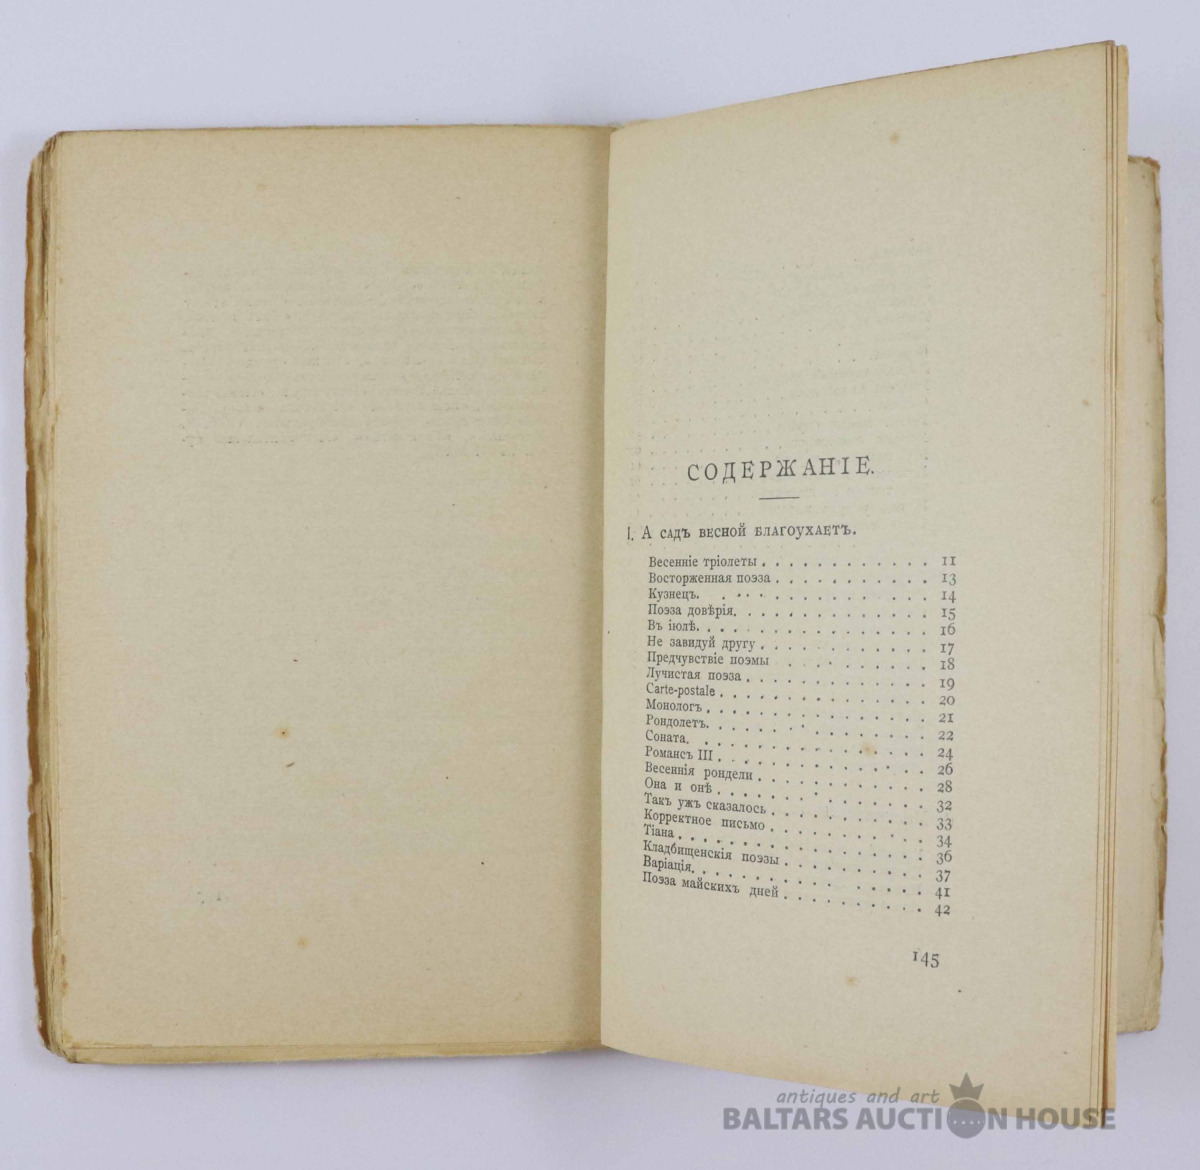 СОДЕРЖАНІЕ.
I. А САДЪ ВЕСНОЙ БЛАГОУХАЕТЪ.
Весенніе тріолеты . . . . . . . . . . . . 11
Восторженная поэза . . . . . . . . . . . 13
Кузнецъ. . . . . . . . . . . . . . . . 14
Поэза довѣрія. . . . . . . . . . . . . . 15
Въ іюлѣ. . . . . . . . . . . . . . . . 16
Не завидуй другу . . . . . . . . . . . . 17
Предчувствіе поэмы . . . . . . . . . . . 18
Лучистая поэза . . . . . . . . . . . . . 19
Carte-postale . . . . . . . . . . . . . . 20
Монологъ . . . . . . . . . . . . . . . 21
Рондолетъ. . . . . . . . . . . . . . . 22
Соната. . . . . . . . . . . . . . . . . 24
Романсъ III . . . . . . . . . . . . . . 26
Весеннія рондели . . . . . . . . . . . . 28
Она и онѣ . . . . . . . . . . . . . . . 32
Такъ ужъ сказалось . . . . . . . . . . . 33
Корректное письмо . . . . . . . . . . . 34
Тіана . . . . . . . . . . . . . . . . . 36
Кладбищенскія поэзы . . . . . . . . . . 37
Варіація. . . . . . . . . . . . . . . . 41
Поэза майскихъ дней . . . . . . . . . . 42
145
antiques and art
BALTARS AUCTION HOUSE